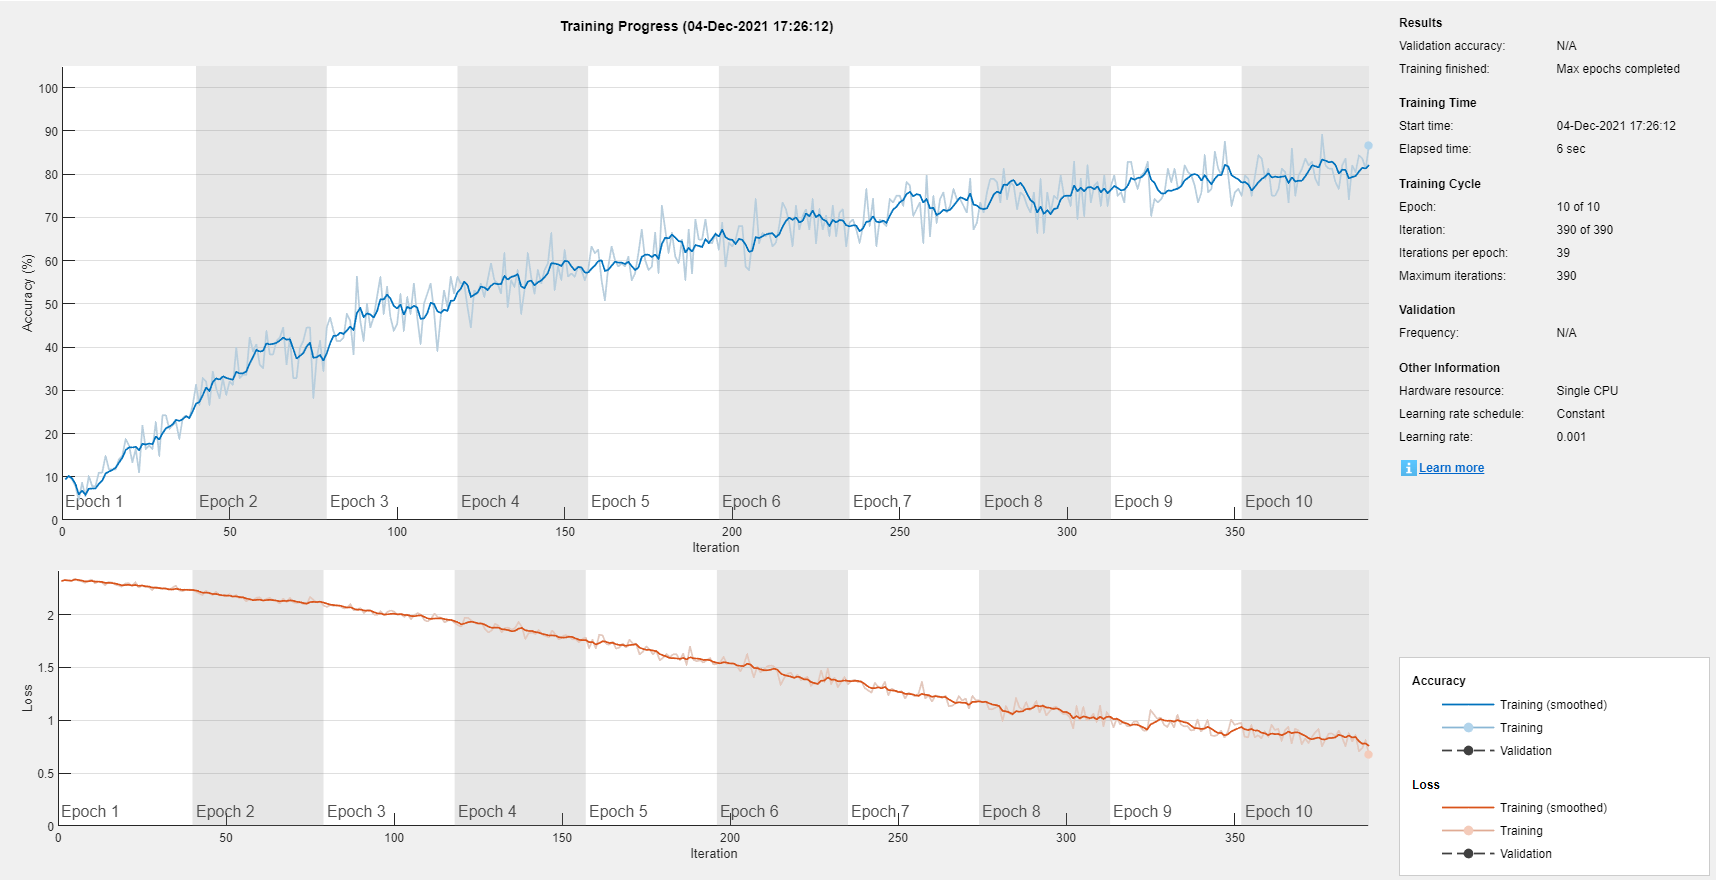 Training Progress (04-Dec-2021 17:26:12)
100
90
80
70
60
50
40
30
20
10
0
Accuracy (%)
Epoch 1
Epoch 2
Epoch 3
Epoch 4
Epoch 5
Epoch 6
Epoch 7
Epoch 8
Epoch 9
Epoch 10
0
50
100
150
200
250
300
350
Iteration
2
1.5
1
0.5
0
Loss
Epoch 1
Epoch 2
Epoch 3
Epoch 4
Epoch 5
Epoch 6
Epoch 7
Epoch 8
Epoch 9
Epoch 10
0
50
100
150
200
250
300
350
Iteration
Results
Validation accuracy: N/A
Training finished: Max epochs completed
Training Time
Start time: 04-Dec-2021 17:26:12
Elapsed time: 6 sec
Training Cycle
Epoch: 10 of 10
Iteration: 390 of 390
Iterations per epoch: 39
Maximum iterations: 390
Validation
Frequency: N/A
Other Information
Hardware resource: Single CPU
Learning rate schedule: Constant
Learning rate: 0.001
i Learn more
Accuracy
Training (smoothed)
Training
Validation
Loss
Training (smoothed)
Training
Validation